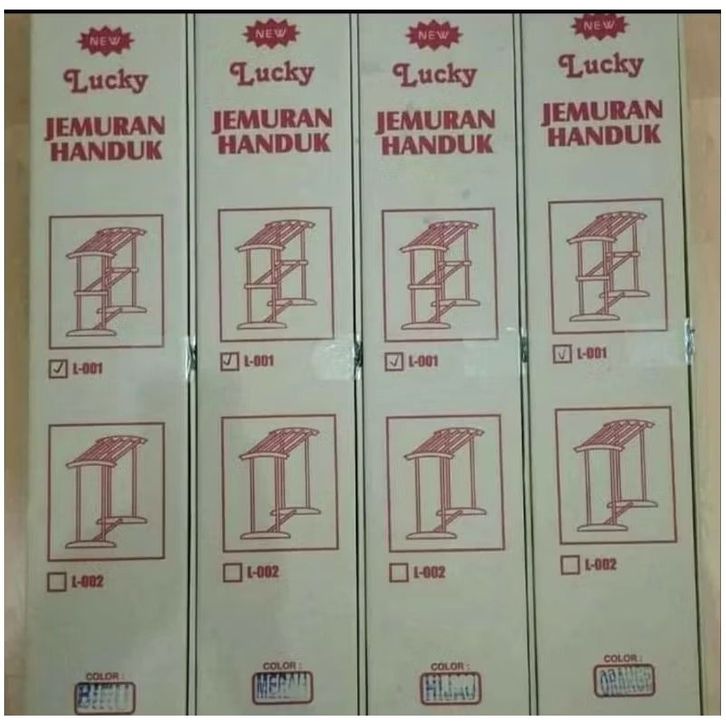 NEW
Lucky
JEMURAN
HANDUK
L-001
L-002
COLOR :
BIRU
NEW
Lucky
JEMURAN
HANDUK
L-001
L-002
COLOR :
MERAH
NEW
Lucky
JEMURAN
HANDUK
L-001
L-002
COLOR :
HIJAU
NEW
Lucky
JEMURAN
HANDUK
L-001
L-002
COLOR :
ORANGE